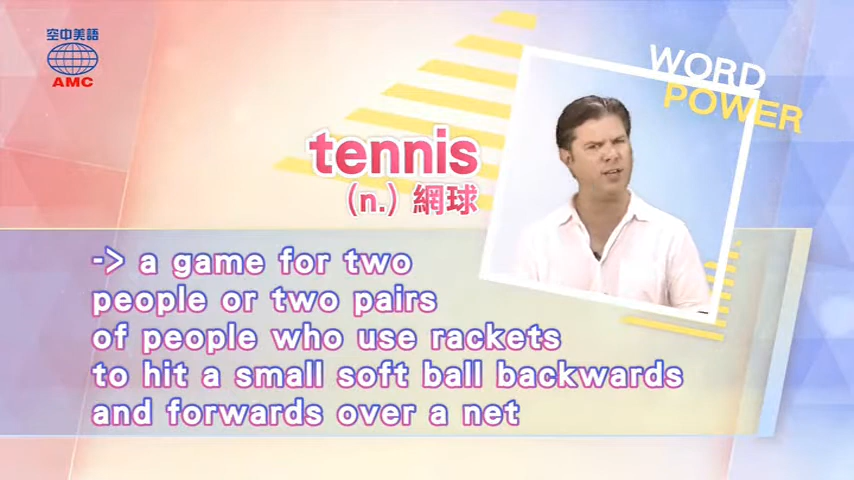 空中美語
AMC
WORD
POWER
tennis
(n.) 網球
-> a game for two
people or two pairs
of people who use rackets
to hit a small soft ball backwards
and forwards over a net